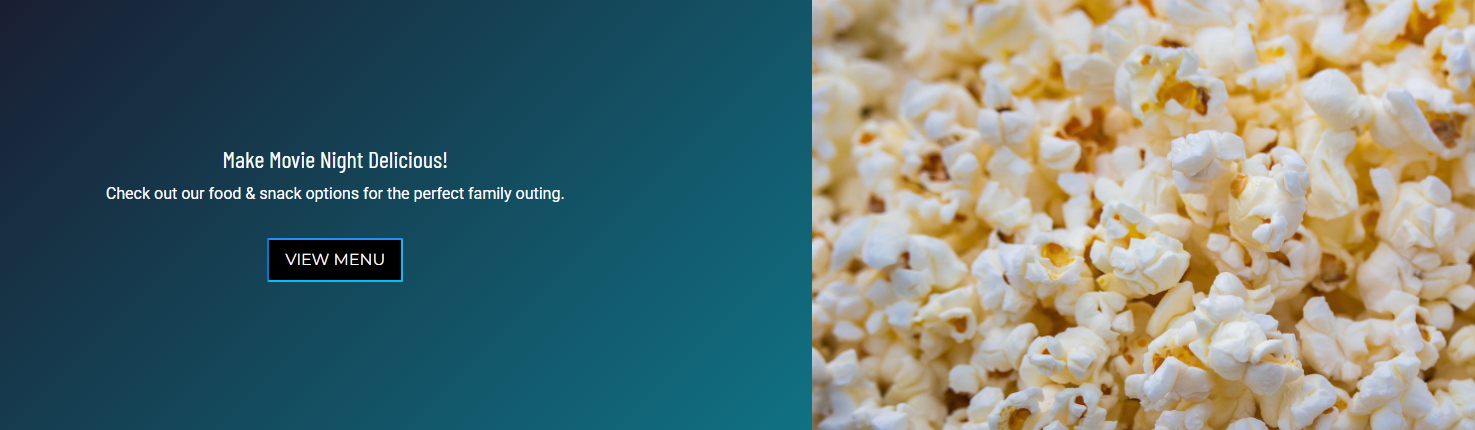 Make Movie Night Delicious!
Check out our food & snack options for the perfect family outing.
VIEW MENU